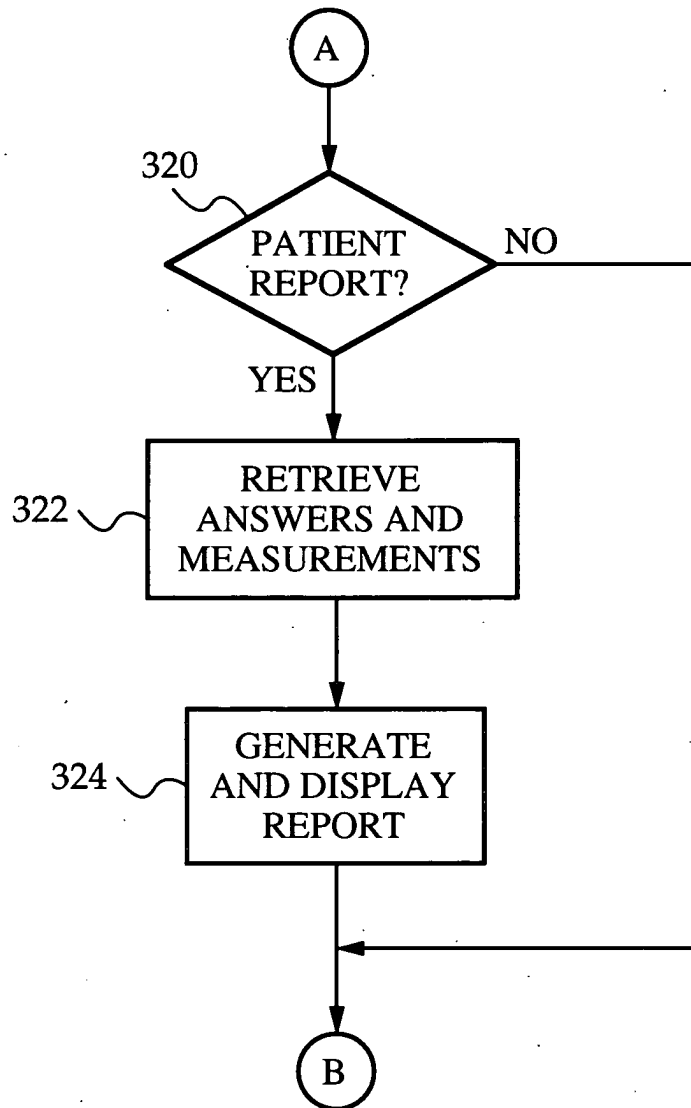 A
320
PATIENT
REPORT?
NO
YES
322
RETRIEVE
ANSWERS AND
MEASUREMENTS
324
GENERATE
AND DISPLAY
REPORT
B